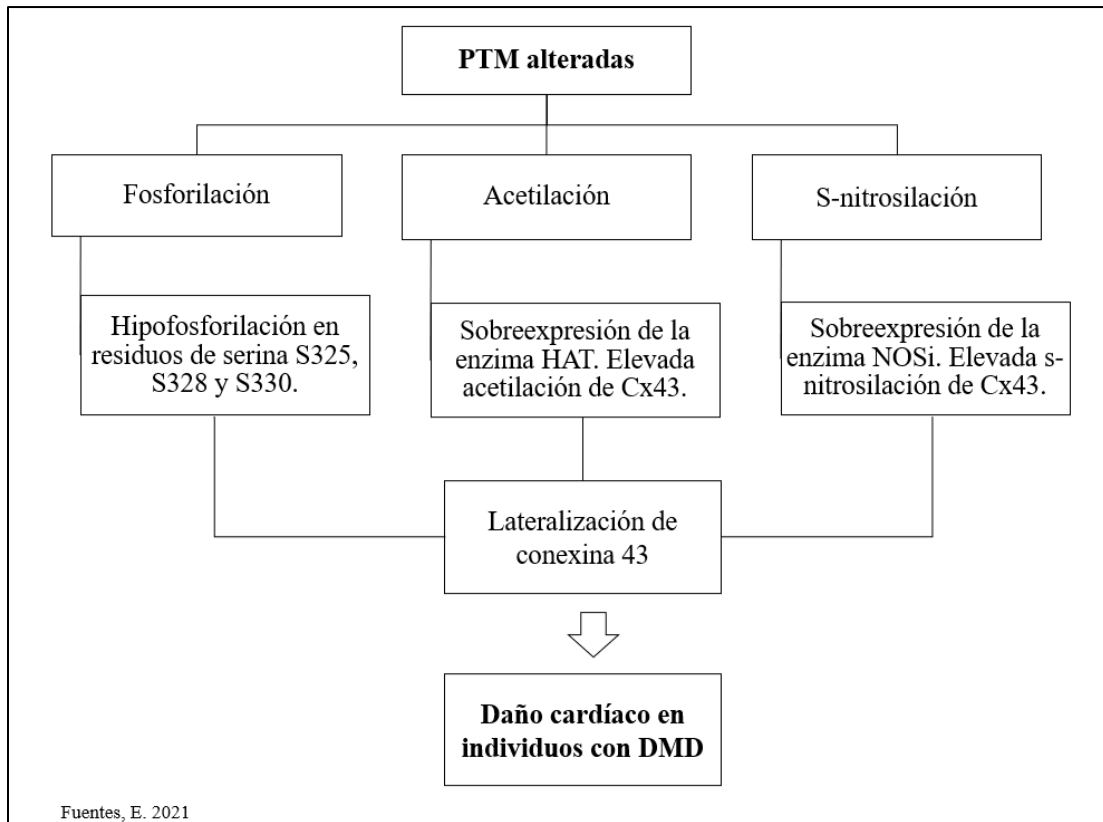 PTM alteradas
Fosforilación
Acetilación
S-nitrosilación
Hipofosforilación en
residuos de serina S325,
S328 y S330.
Sobreexpresión de la
enzima HAT. Elevada
acetilación de Cx43.
Sobreexpresión de la
enzima NOSi. Elevada s-
nitrosilación de Cx43.
Lateralización de
conexina 43
Daño cardíaco en
individuos con DMD
Fuentes, E. 2021